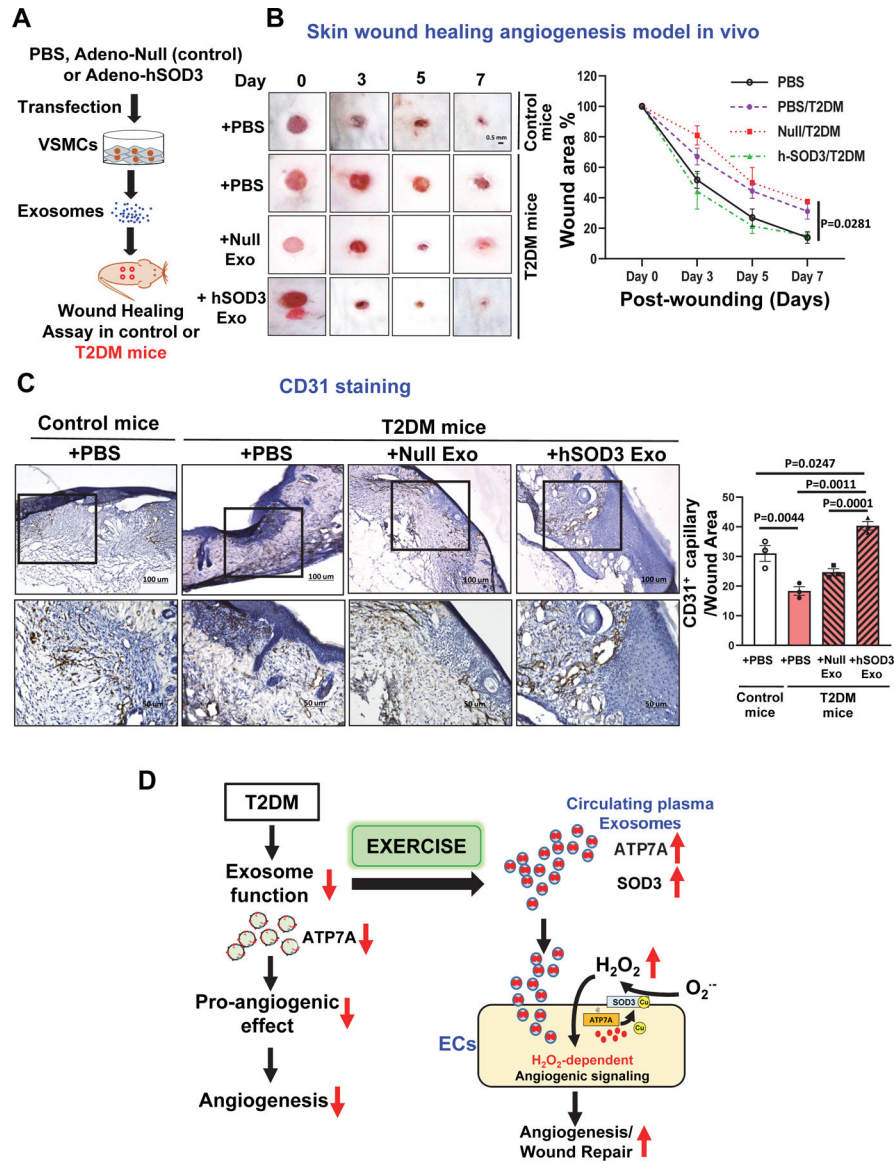 A
PBS, Adeno-Null (control)
or Adeno-hSOD3
Transfection
VSMCs
Exosomes
Wound Healing
Assay in control or
T2DM mice
B
Skin wound healing angiogenesis model in vivo
Day
0
3
5
7
+PBS
+PBS
+Null
Exo
+ hSOD3
Exo
0.5 mm
Control
mice
T2DM mice
Wound area %
120
100
80
60
40
20
0
Day 0
Day 3
Day 5
Day 7
Post-wounding (Days)
PBS
PBS/T2DM
Null/T2DM
h-SOD3/T2DM
P=0.0281
C
CD31 staining
Control mice
T2DM mice
+PBS
+PBS
+Null Exo
+hSOD3 Exo
100 um
100 um
100 um
100 um
50 um
50 um
50 um
50 um
CD31⁺ capillary
/Wound Area
50
40
30
20
10
0
P=0.0247
P=0.0011
P=0.0001
P=0.0044
+PBS
+PBS
+Null
Exo
+hSOD3
Exo
Control
mice
T2DM
mice
D
T2DM
Exosome
function
ATP7A
Pro-angiogenic
effect
Angiogenesis
EXERCISE
Circulating plasma
Exosomes
ATP7A
SOD3
H₂O₂
O₂·-
SOD3
Cu
ATP7A
Cu
ECs
H₂O₂-dependent
Angiogenic signaling
Angiogenesis/
Wound Repair